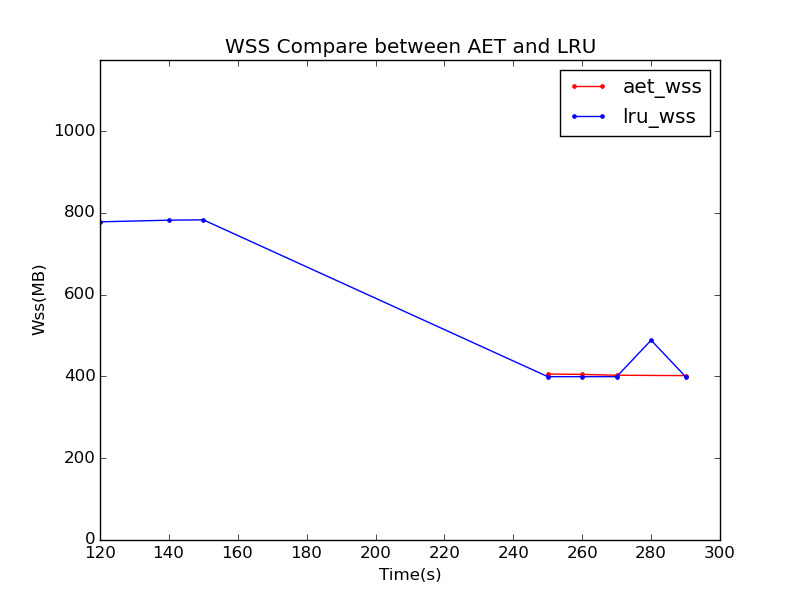 WSS Compare between AET and LRU
aet_wss
lru_wss
1000
800
600
400
200
0
Wss(MB)
120 140 160 180 200 220 240 260 280 300
Time(s)